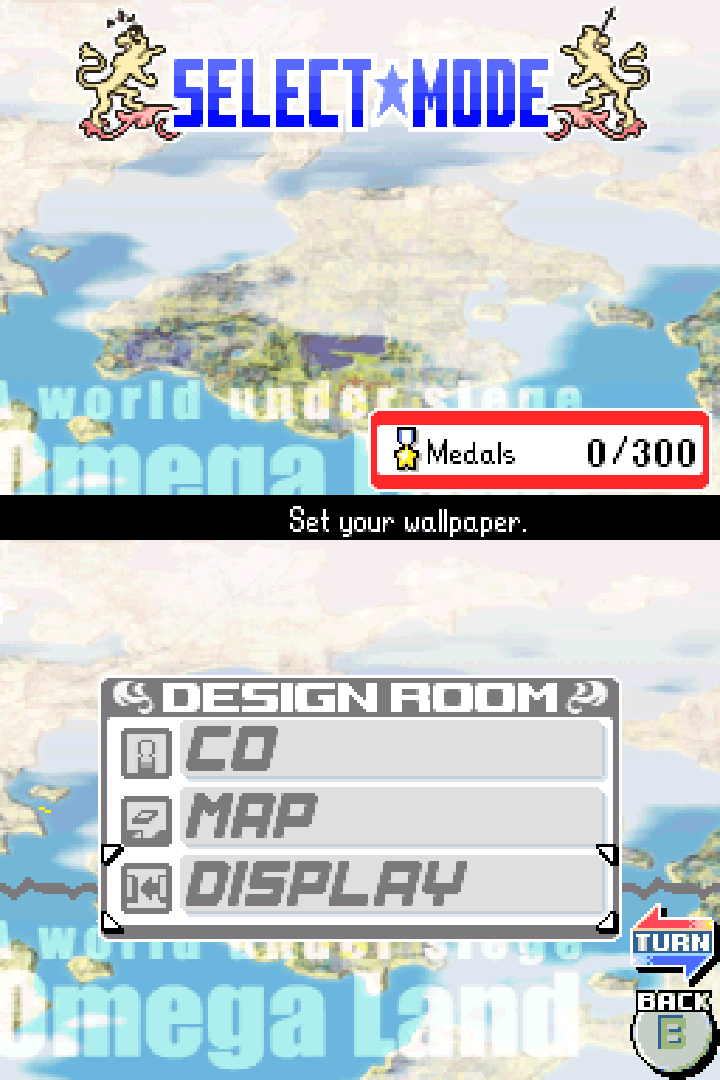 SELECT★MODE
A world under siege
Omega L
Medals 0/300
Set your wallpaper.
DESIGN ROOM
CO
MAP
DISPLAY
TURN
A world under siege
BACK
Omega Land
B